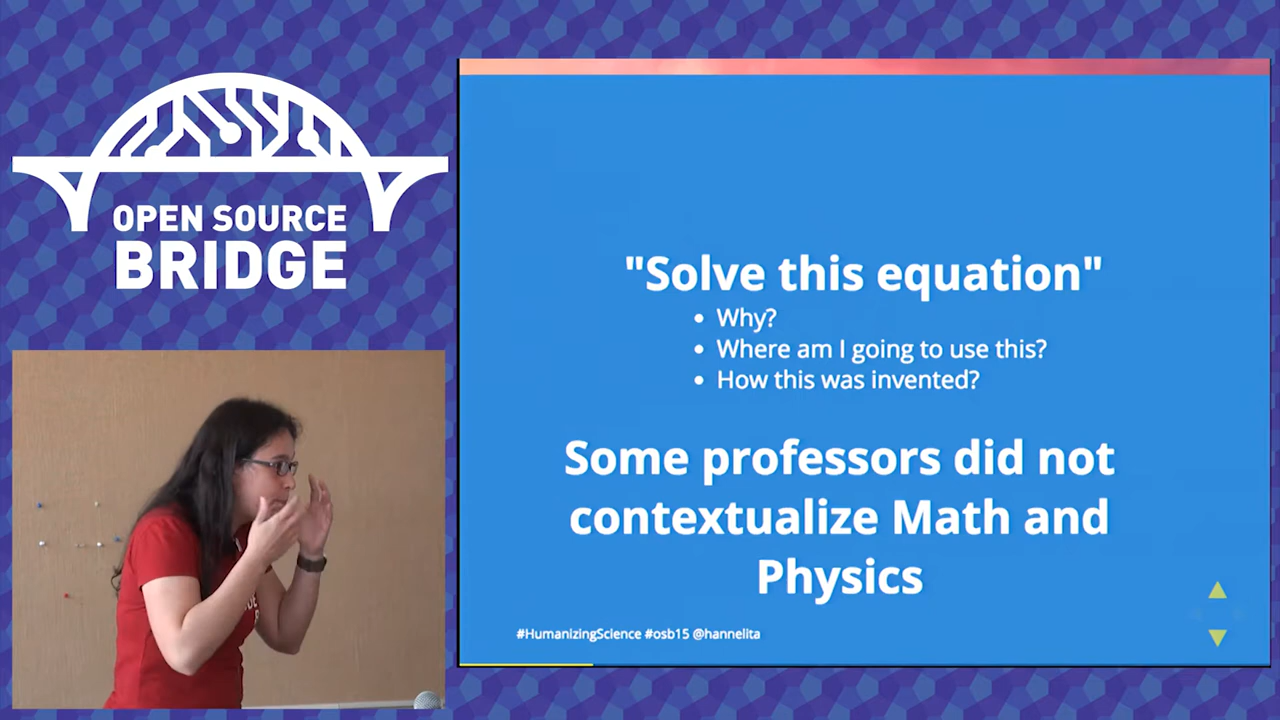 OPEN SOURCE
BRIDGE
"Solve this equation"
• Why?
• Where am I going to use this?
• How this was invented?
Some professors did not
contextualize Math and
Physics
#HumanizingScience #osb15 @hannelita